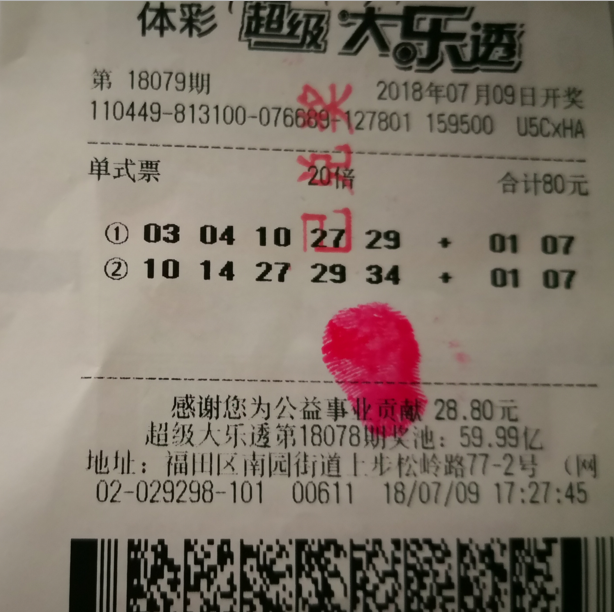 体彩 超级大乐透
第 18079期 2018年07月09日开奖
110449-813100-076689-127801 159500 U5CxHA
单式票 20倍 合计80元
① 03 04 10 27 29 + 01 07
② 10 14 27 29 34 + 01 07
已兑奖
感谢您为公益事业贡献 28.80元
超级大乐透第18078期奖池: 59.99亿
地址: 福田区南园街道上步松岭路77-2号 (网
02-029298-101 00611 18/07/09 17:27:45